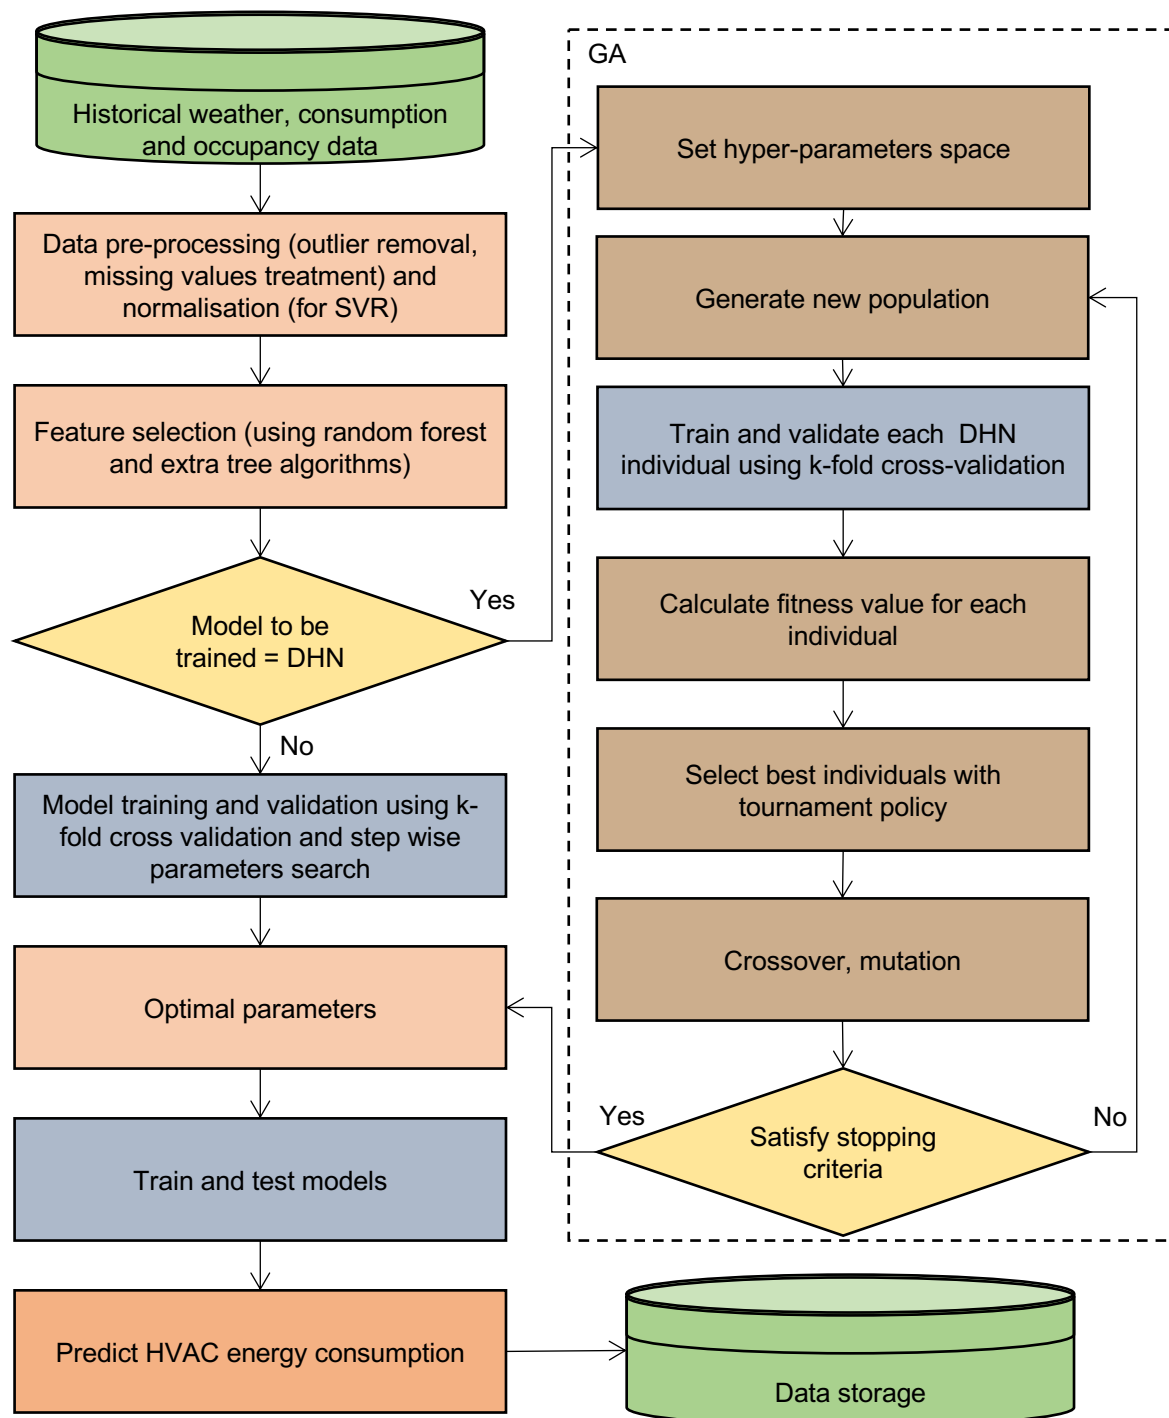 Historical weather, consumption
and occupancy data
Data pre-processing (outlier removal,
missing values treatment) and
normalisation (for SVR)
Feature selection (using random forest
and extra tree algorithms)
Model to be
trained = DHN
Yes
No
Model training and validation using k-
fold cross validation and step wise
parameters search
Optimal parameters
Train and test models
Predict HVAC energy consumption
GA
Set hyper-parameters space
Generate new population
Train and validate each DHN
individual using k-fold cross-validation
Calculate fitness value for each
individual
Select best individuals with
tournament policy
Crossover, mutation
Satisfy stopping
criteria
Yes
No
Data storage